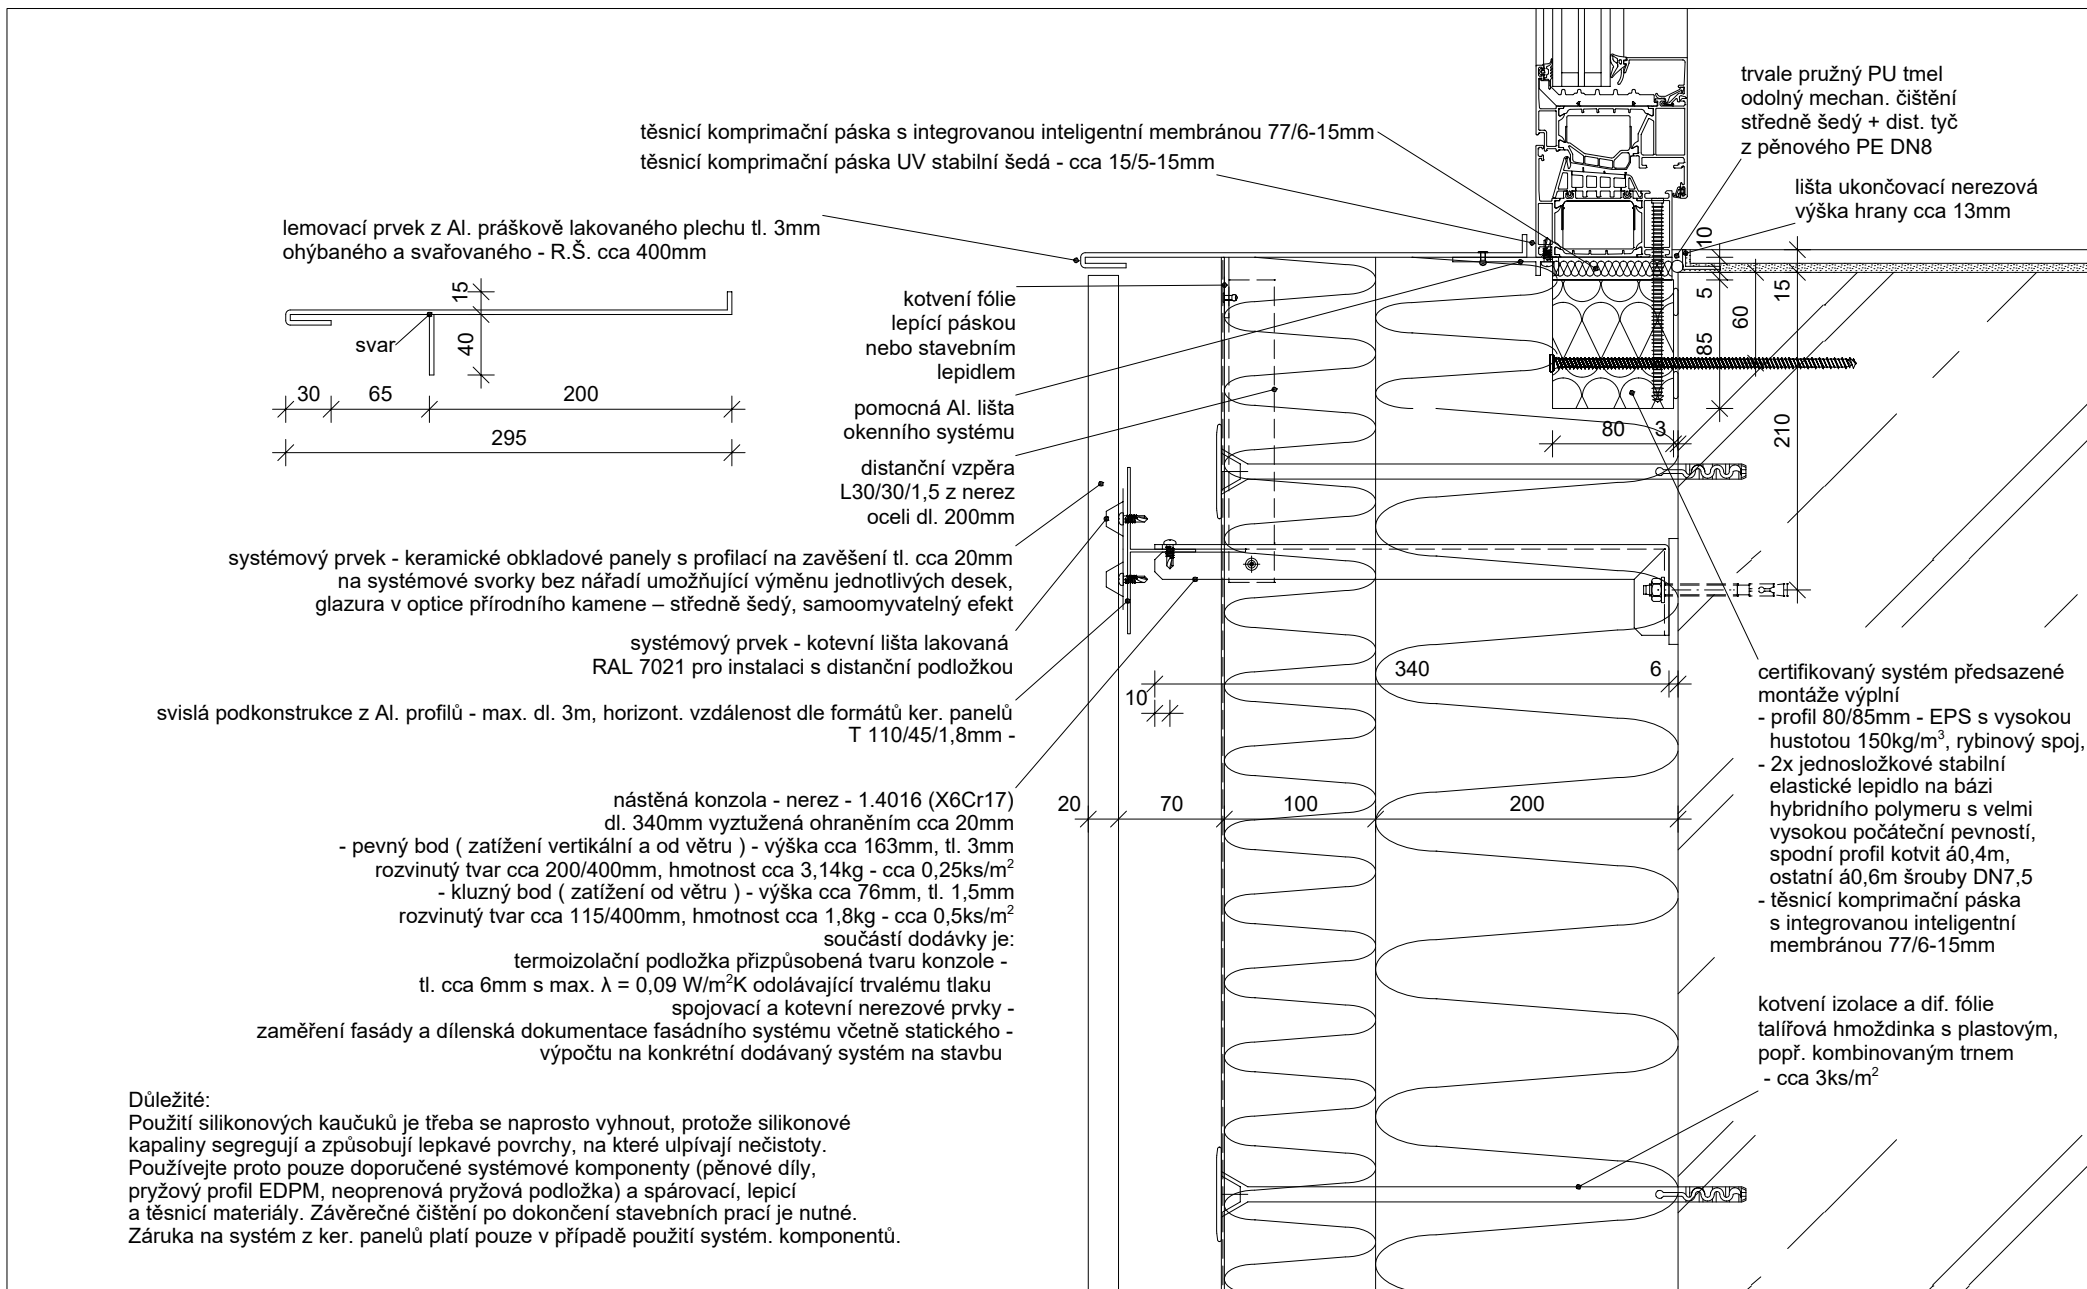 těsnicí komprimační páska s integrovanou inteligentní membránou 77/6-15mm
těsnicí komprimační páska UV stabilní šedá - cca 15/5-15mm
trvale pružný PU tmel
odolný mechan. čištění
středně šedý + dist. tyč
z pěnového PE DN8
lišta ukončovací nerezová
výška hrany cca 13mm
lemovací prvek z Al. práškově lakovaného plechu tl. 3mm
ohýbaného a svařovaného - R.Š. cca 400mm
15
svar
40
30
65
200
295
kotvení fólie
lepící páskou
nebo stavebním
lepidlem
pomocná Al. lišta
okenního systému
distanční vzpěra
L30/30/1,5 z nerez
oceli dl. 200mm
systémový prvek - keramické obkladové panely s profilací na zavěšení tl. cca 20mm
na systémové svorky bez nářadí umožňující výměnu jednotlivých desek,
glazura v optice přírodního kamene – středně šedý, samoomyvatelný efekt
systémový prvek - kotevní lišta lakovaná
RAL 7021 pro instalaci s distanční podložkou
svislá podkonstrukce z Al. profilů - max. dl. 3m, horizont. vzdálenost dle formátů ker. panelů
T 110/45/1,8mm -
nástěná konzola - nerez - 1.4016 (X6Cr17)
dl. 340mm vyztužená ohraněním cca 20mm
- pevný bod ( zatížení vertikální a od větru ) - výška cca 163mm, tl. 3mm
rozvinutý tvar cca 200/400mm, hmotnost cca 3,14kg - cca 0,25ks/m²
- kluzný bod ( zatížení od větru ) - výška cca 76mm, tl. 1,5mm
rozvinutý tvar cca 115/400mm, hmotnost cca 1,8kg - cca 0,5ks/m²
součástí dodávky je:
termoizolační podložka přizpůsobená tvaru konzole -
tl. cca 6mm s max. λ = 0,09 W/m²K odolávající trvalému tlaku
spojovací a kotevní nerezové prvky -
zaměření fasády a dílenská dokumentace fasádního systému včetně statického -
výpočtu na konkrétní dodávaný systém na stavbu
Důležité:
Použití silikonových kaučuků je třeba se naprosto vyhnout, protože silikonové
kapaliny segregují a způsobují lepkavé povrchy, na které ulpívají nečistoty.
Používejte proto pouze doporučené systémové komponenty (pěnové díly,
pryžový profil EDPM, neoprenová pryžová podložka) a spárovací, lepicí
a těsnicí materiály. Závěrečné čištění po dokončení stavebních prací je nutné.
Záruka na systém z ker. panelů platí pouze v případě použití systém. komponentů.
10
5
15
60
85
210
80
3
340
6
10
20
70
100
200
certifikovaný systém předsazené
montáže výplní
- profil 80/85mm - EPS s vysokou
hustotou 150kg/m³, rybinový spoj,
- 2x jednosložkové stabilní
elastické lepidlo na bázi
hybridního polymeru s velmi
vysokou počáteční pevností,
spodní profil kotvit á0,4m,
ostatní á0,6m šrouby DN7,5
- těsnicí komprimační páska
s integrovanou inteligentní
membránou 77/6-15mm
kotvení izolace a dif. fólie
talířová hmoždinka s plastovým,
popř. kombinovaným trnem
- cca 3ks/m²